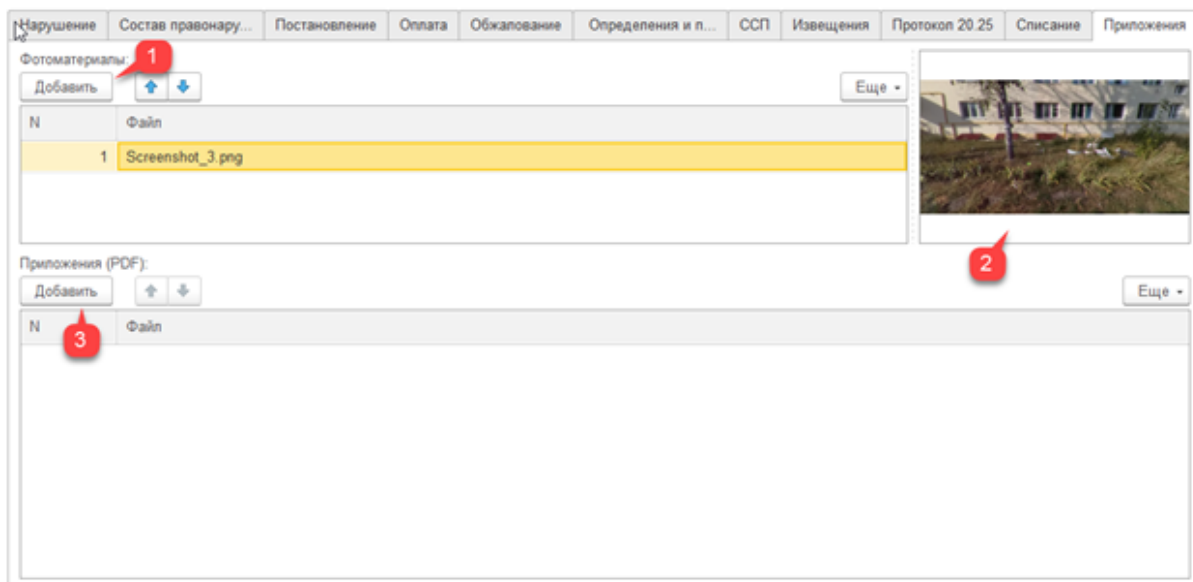 Нарушение Состав правонару... Постановление Оплата Обжалование Определения и п... ССП Извещения Протокол 20.25 Списание Приложения
Фотоматериалы:
1
Добавить Еще
N Файл
1 Screenshot_3.png
2
Приложения (PDF):
Добавить Еще
N Файл
3